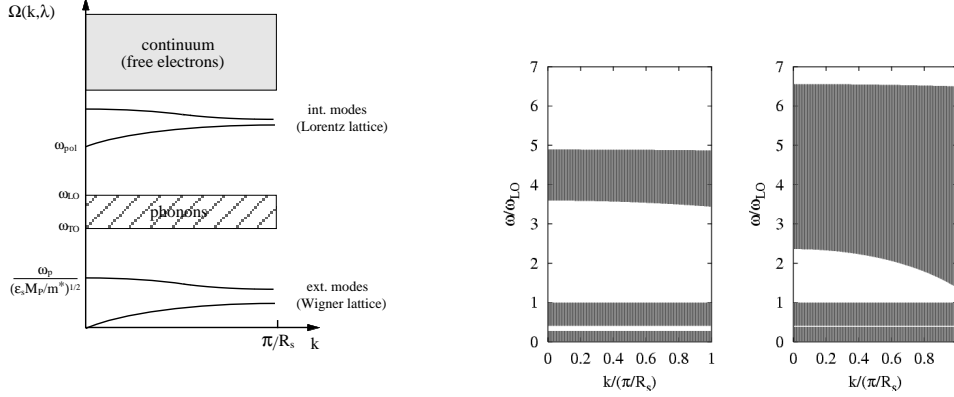 Ω(k,λ)
continuum
(free electrons)
int. modes
(Lorentz lattice)
ω_pol
ω_LO
phonons
ω_TO
ω_P
(ε_s M_P/m*)^1/2
ext. modes
(Wigner lattice)
π/R_s
k
7
6
5
4
3
2
1
0
ω/ω_LO
0 0.2 0.4 0.6 0.8 1
k/(π/R_s)
7
6
5
4
3
2
1
0
ω/ω_LO
0 0.2 0.4 0.6 0.8
k/(π/R_s)